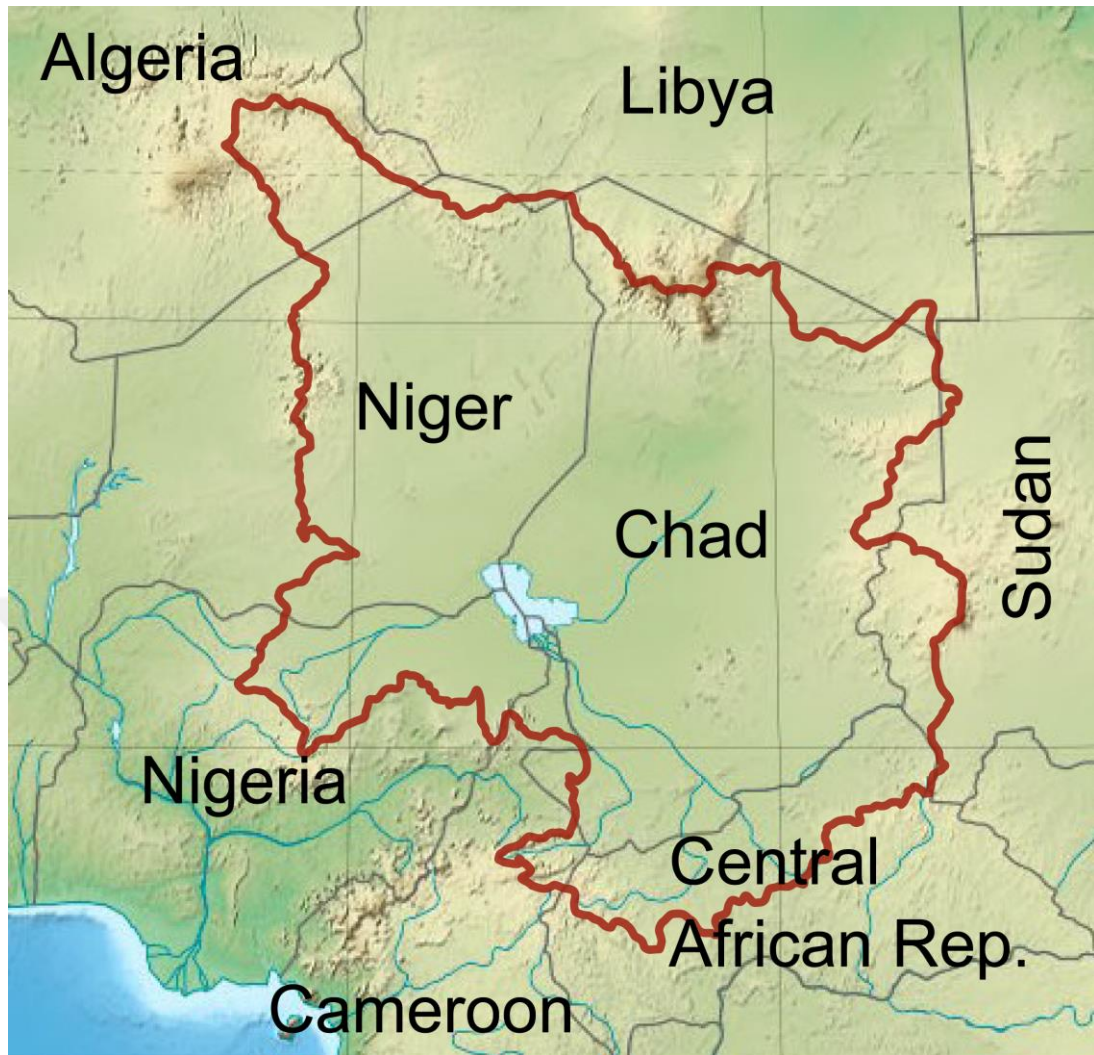 Algeria
Libya
Niger
Chad
Sudan
Nigeria
Central
African Rep.
Cameroon